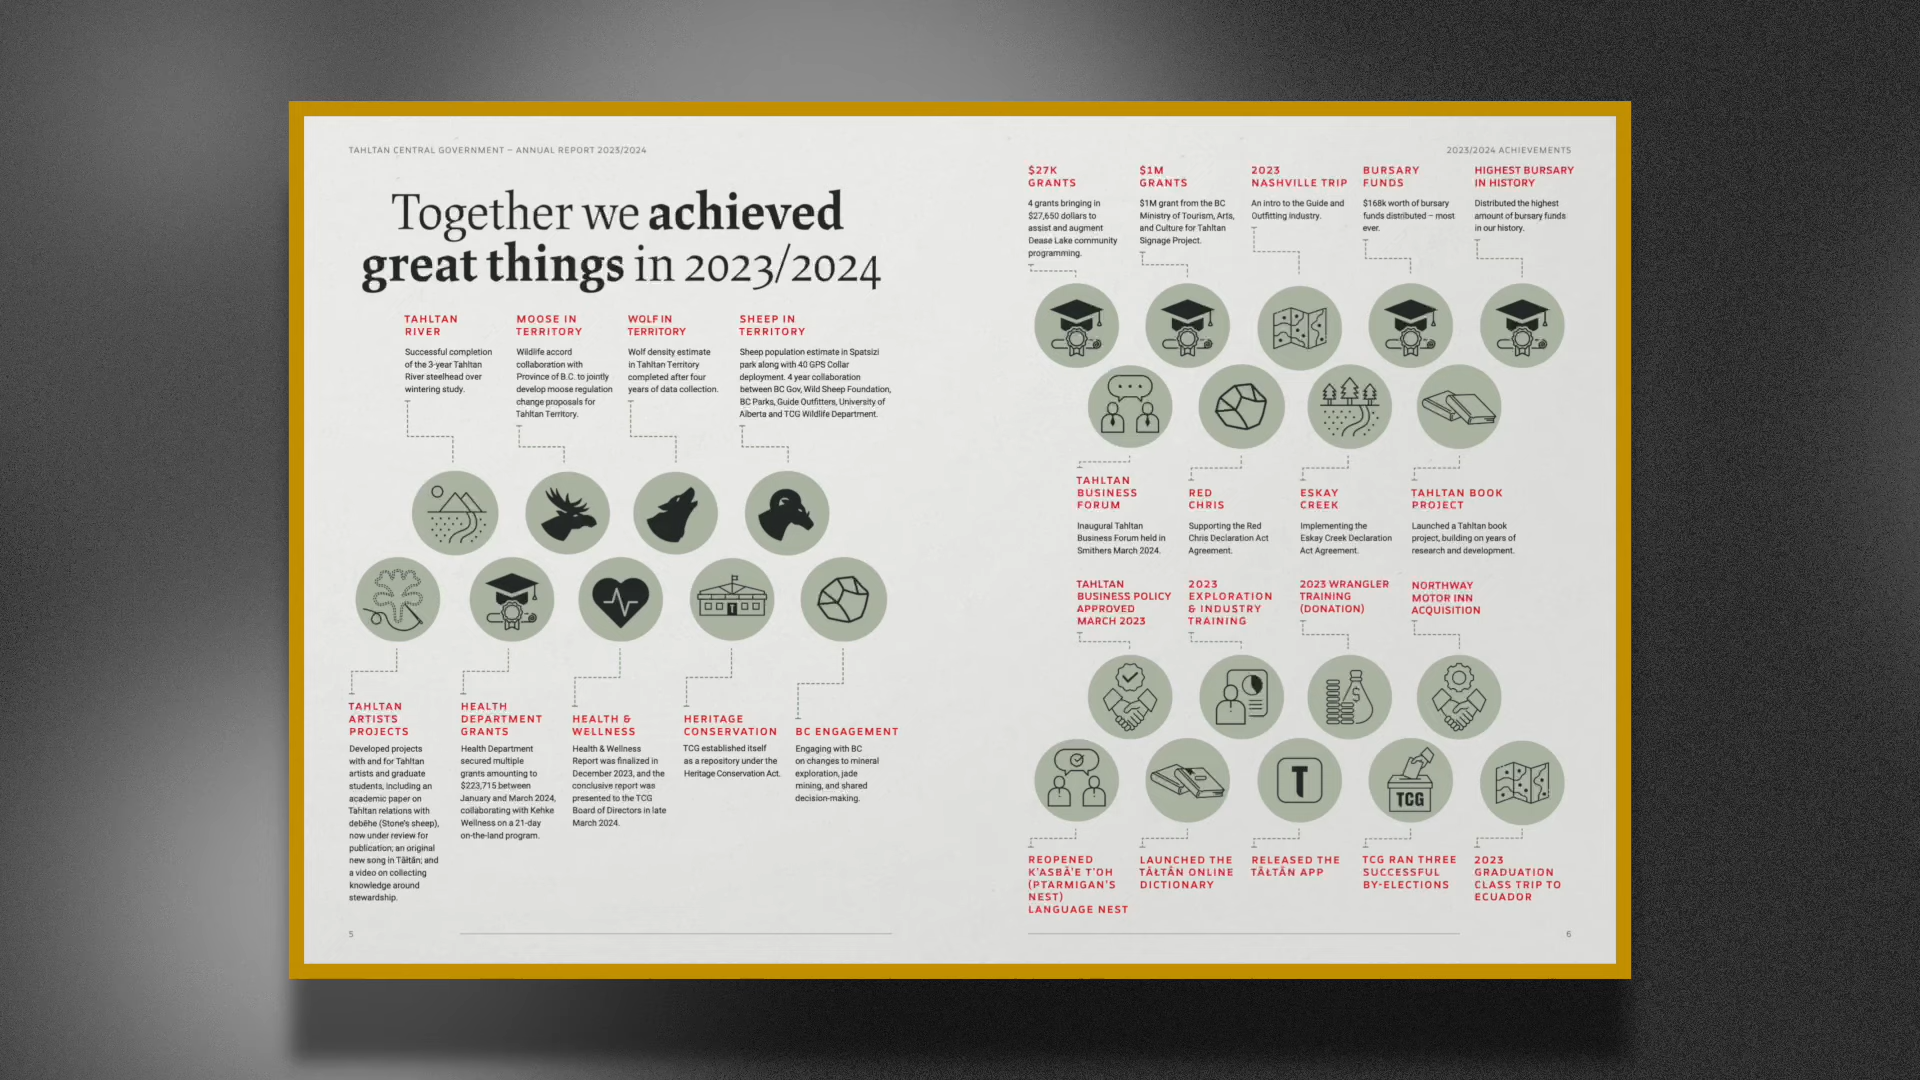 TAHLTAN CENTRAL GOVERNMENT – ANNUAL REPORT 2023/2024
Together we achieved
great things in 2023/2024
TAHLTAN
RIVER
Successful completion
of the 3-year Tahltan
River steelhead over
wintering study.
MOOSE IN
TERRITORY
Wildlife accord
collaboration with
Province of B.C. to jointly
develop moose regulation
change proposals for
Tahltan Territory.
WOLF IN
TERRITORY
Wolf density estimate
in Tahltan Territory
completed after four
years of data collection.
SHEEP IN
TERRITORY
Sheep population estimate in Spatsizi
park along with 40 GPS Collar
deployment. 4 year collaboration
between BC Gov, Wild Sheep Foundation,
BC Parks, Guide Outfitters, University of
Alberta and TCG Wildlife Department.
T
TAHLTAN
ARTISTS
PROJECTS
Developed projects
with and for Tahltan
artists and graduate
students, including an
academic paper on
Tahltan relations with
debēhe (Stone's sheep),
now under review for
publication; an original
new song in Tāłtān; and
a video on collecting
knowledge around
stewardship.
HEALTH
DEPARTMENT
GRANTS
Health Department
secured multiple
grants amounting to
$223,715 between
January and March 2024,
collaborating with Kehke
Wellness on a 21-day
on-the-land program.
HEALTH &
WELLNESS
Health & Wellness
Report was finalized in
December 2023, and the
conclusive report was
presented to the TCG
Board of Directors in late
March 2024.
HERITAGE
CONSERVATION
TCG established itself
as a repository under the
Heritage Conservation Act.
BC ENGAGEMENT
Engaging with BC
on changes to mineral
exploration, jade
mining, and shared
decision-making.
5
2023/2024 ACHIEVEMENTS
$27K
GRANTS
4 grants bringing in
$27,650 dollars to
assist and augment
Dease Lake community
programming.
$1M
GRANTS
$1M grant from the BC
Ministry of Tourism, Arts,
and Culture for Tahltan
Signage Project.
2023
NASHVILLE TRIP
An intro to the Guide and
Outfitting industry.
BURSARY
FUNDS
$168k worth of bursary
funds distributed – most
ever.
HIGHEST BURSARY
IN HISTORY
Distributed the highest
amount of bursary funds
in our history.
TAHLTAN
BUSINESS
FORUM
Inaugural Tahltan
Business Forum held in
Smithers March 2024.
RED
CHRIS
Supporting the Red
Chris Declaration Act
Agreement.
ESKAY
CREEK
Implementing the
Eskay Creek Declaration
Act Agreement.
TAHLTAN BOOK
PROJECT
Launched a Tahltan book
project, building on years of
research and development.
TAHLTAN
BUSINESS POLICY
APPROVED
MARCH 2023
2023
EXPLORATION
& INDUSTRY
TRAINING
2023 WRANGLER
TRAINING
(DONATION)
NORTHWAY
MOTOR INN
ACQUISITION
$
T
TCG
REOPENED
K'ASBĀ'E T'OH
(PTARMIGAN'S
NEST)
LANGUAGE NEST
LAUNCHED THE
TĀŁTĀN ONLINE
DICTIONARY
RELEASED THE
TĀŁTĀN APP
TCG RAN THREE
SUCCESSFUL
BY-ELECTIONS
2023
GRADUATION
CLASS TRIP TO
ECUADOR
6